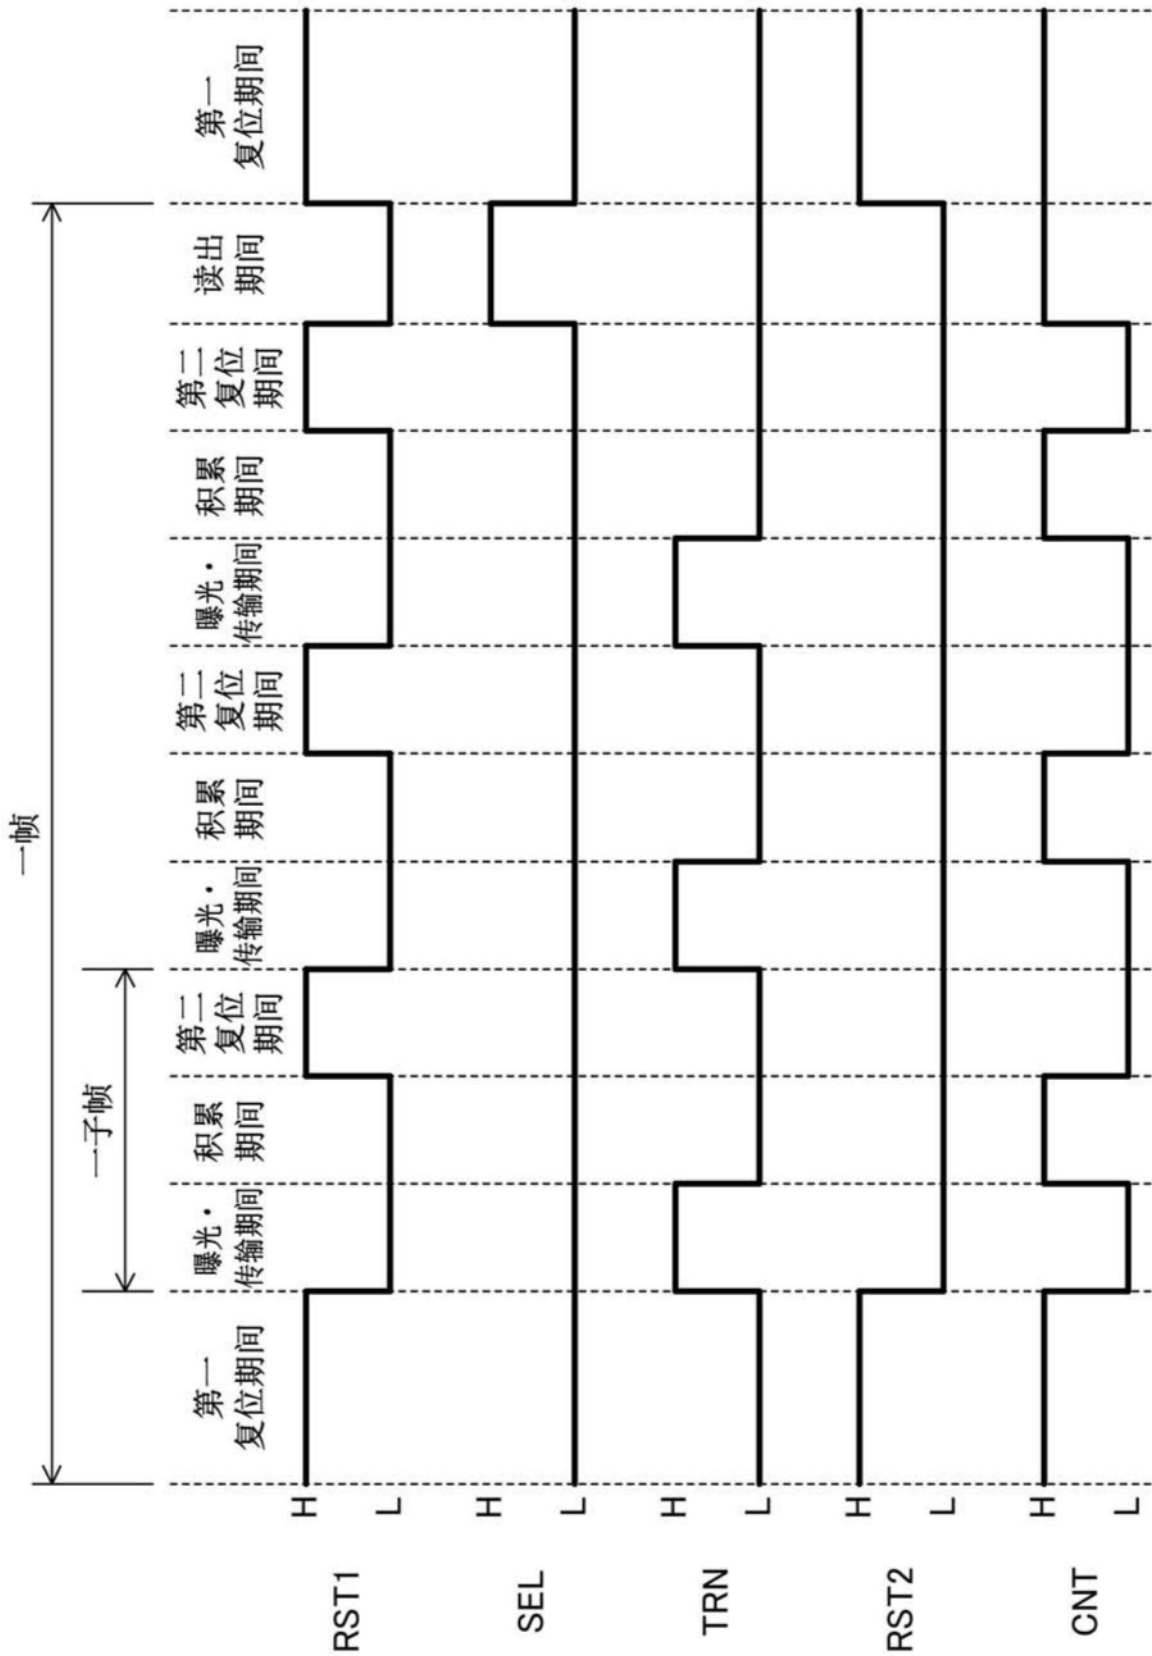 一帧
一子帧
第一
复位期间
曝光·
传输期间
积累
期间
第二
复位
期间
曝光·
传输期间
积累
期间
第二
复位
期间
曝光·
传输期间
积累
期间
第二
复位
期间
读出
期间
第一
复位期间
RST1
H
L
SEL
H
L
TRN
H
L
RST2
H
L
CNT
H
L